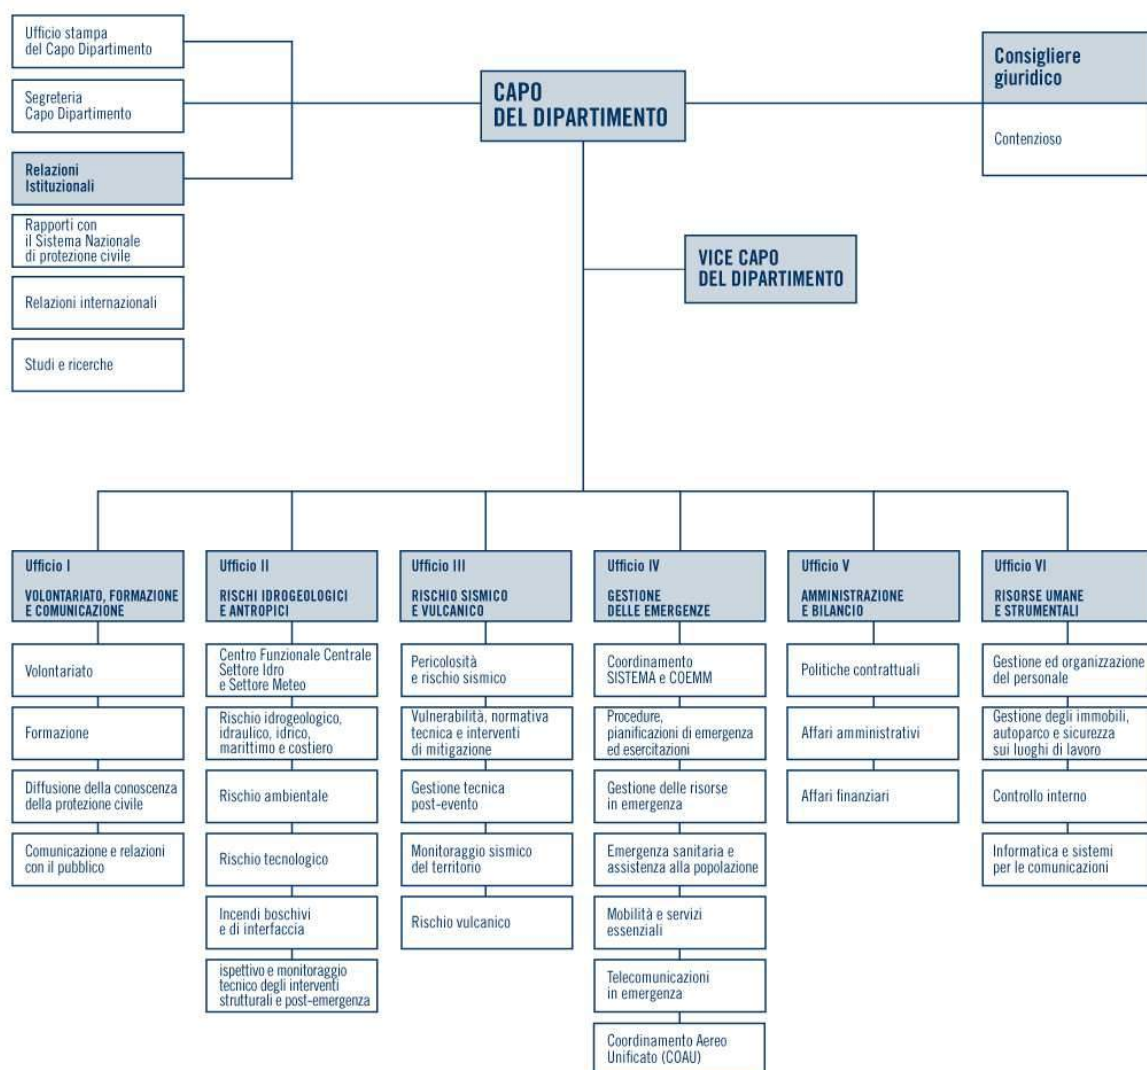 Ufficio stampa
del Capo Dipartimento
Segreteria
Capo Dipartimento
Relazioni
Istituzionali
Rapporti con
il Sistema Nazionale
di protezione civile
Relazioni internazionali
Studi e ricerche
CAPO
DEL DIPARTIMENTO
Consigliere
giuridico
Contenzioso
VICE CAPO
DEL DIPARTIMENTO
Ufficio I
VOLONTARIATO, FORMAZIONE
E COMUNICAZIONE
Volontariato
Formazione
Diffusione della conoscenza
della protezione civile
Comunicazione e relazioni
con il pubblico
Ufficio II
RISCHI IDROGEOLOGICI
E ANTROPICI
Centro Funzionale Centrale
Settore Idro
e Settore Meteo
Rischio idrogeologico,
idraulico, idrico,
marittimo e costiero
Rischio ambientale
Rischio tecnologico
Incendi boschivi
e di interfaccia
ispettivo e monitoraggio
tecnico degli interventi
strutturali e post-emergenza
Ufficio III
RISCHIO SISMICO
E VULCANICO
Pericolosità
e rischio sismico
Vulnerabilità, normativa
tecnica e interventi
di mitigazione
Gestione tecnica
post-evento
Monitoraggio sismico
del territorio
Rischio vulcanico
Ufficio IV
GESTIONE
DELLE EMERGENZE
Coordinamento
SISTEMA e COEMM
Procedure,
pianificazioni di emergenza
ed esercitazioni
Gestione delle risorse
in emergenza
Emergenza sanitaria e
assistenza alla popolazione
Mobilità e servizi
essenziali
Telecomunicazioni
in emergenza
Coordinamento Aereo
Unificato (COAU)
Ufficio V
AMMINISTRAZIONE
E BILANCIO
Politiche contrattuali
Affari amministrativi
Affari finanziari
Ufficio VI
RISORSE UMANE
E STRUMENTALI
Gestione ed organizzazione
del personale
Gestione degli immobili,
autoparco e sicurezza
sui luoghi di lavoro
Controllo interno
Informatica e sistemi
per le comunicazioni